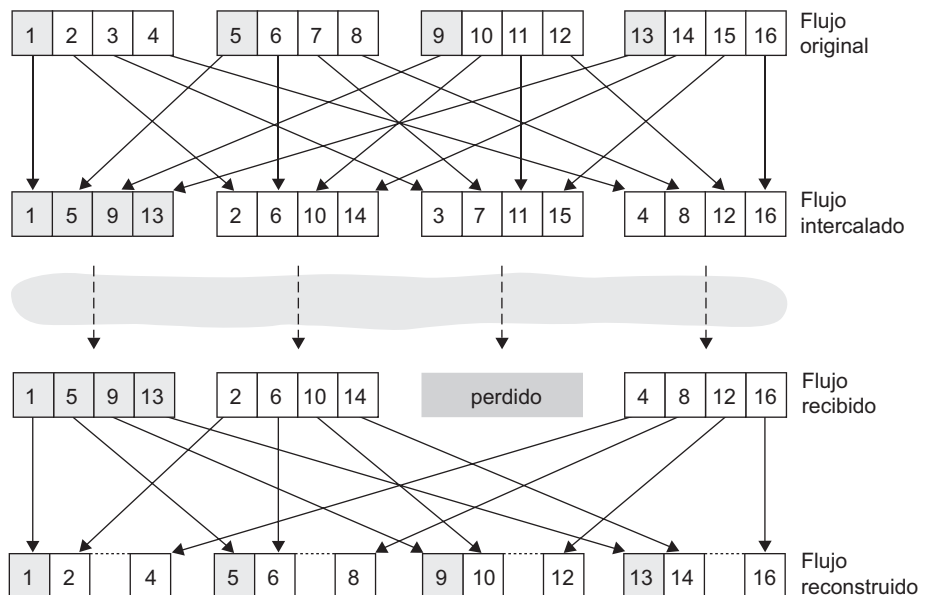 1 2 3 4 5 6 7 8 9 10 11 12 13 14 15 16 Flujo
original
1 5 9 13 2 6 10 14 3 7 11 15 4 8 12 16 Flujo
intercalado
1 5 9 13 2 6 10 14 perdido 4 8 12 16 Flujo
recibido
1 2 4 5 6 8 9 10 12 13 14 16 Flujo
reconstruido